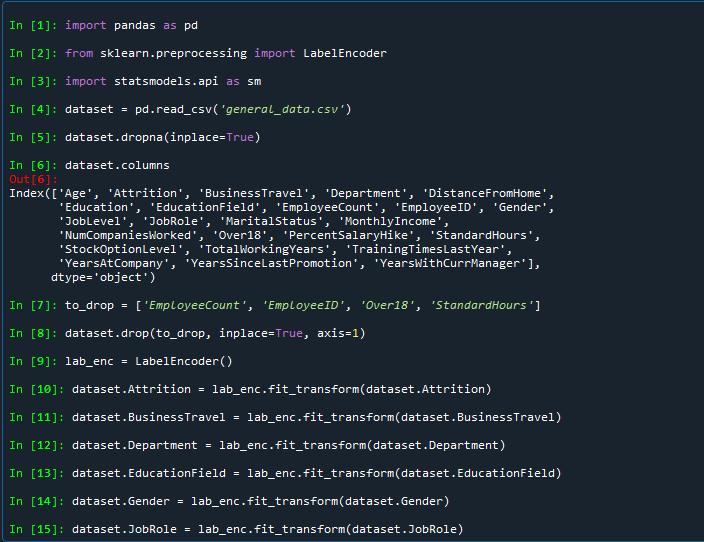 In [1]: import pandas as pd
In [2]: from sklearn.preprocessing import LabelEncoder
In [3]: import statsmodels.api as sm
In [4]: dataset = pd.read_csv('general_data.csv')
In [5]: dataset.dropna(inplace=True)
In [6]: dataset.columns
Out[6]:
Index(['Age', 'Attrition', 'BusinessTravel', 'Department', 'DistanceFromHome',
'Education', 'EducationField', 'EmployeeCount', 'EmployeeID', 'Gender',
'JobLevel', 'JobRole', 'MaritalStatus', 'MonthlyIncome',
'NumCompaniesWorked', 'Over18', 'PercentSalaryHike', 'StandardHours',
'StockOptionLevel', 'TotalWorkingYears', 'TrainingTimesLastYear',
'YearsAtCompany', 'YearsSinceLastPromotion', 'YearsWithCurrManager'],
dtype='object')
In [7]: to_drop = ['EmployeeCount', 'EmployeeID', 'Over18', 'StandardHours']
In [8]: dataset.drop(to_drop, inplace=True, axis=1)
In [9]: lab_enc = LabelEncoder()
In [10]: dataset.Attrition = lab_enc.fit_transform(dataset.Attrition)
In [11]: dataset.BusinessTravel = lab_enc.fit_transform(dataset.BusinessTravel)
In [12]: dataset.Department = lab_enc.fit_transform(dataset.Department)
In [13]: dataset.EducationField = lab_enc.fit_transform(dataset.EducationField)
In [14]: dataset.Gender = lab_enc.fit_transform(dataset.Gender)
In [15]: dataset.JobRole = lab_enc.fit_transform(dataset.JobRole)